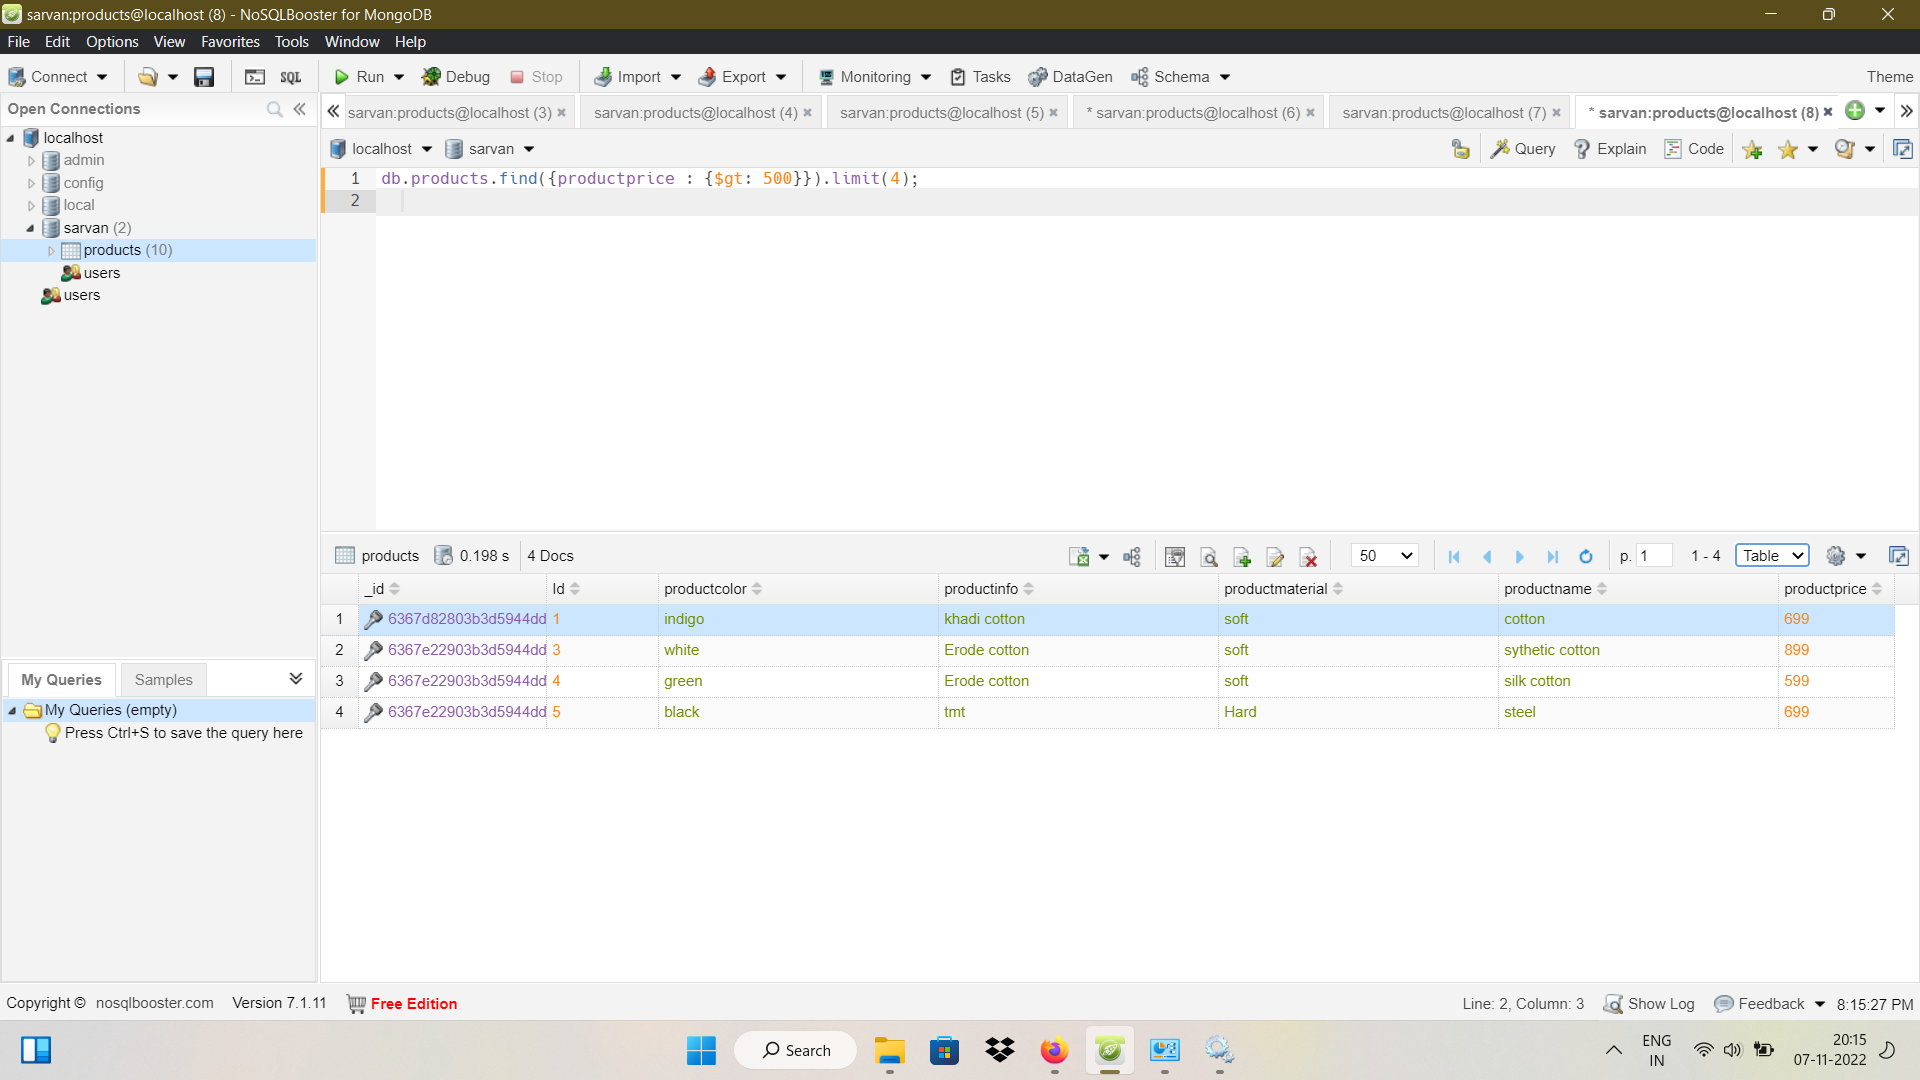 sarvan:products@localhost (8) - NoSQLBooster for MongoDB
File Edit Options View Favorites Tools Window Help
Connect SQL Run Debug Stop Import Export Monitoring Tasks DataGen Schema Theme
Open Connections
sarvan:products@localhost (3) sarvan:products@localhost (4) sarvan:products@localhost (5) * sarvan:products@localhost (6) sarvan:products@localhost (7) * sarvan:products@localhost (8)
localhost
admin
config
local
sarvan (2)
products (10)
users
users
localhost sarvan Query Explain Code
1 db.products.find({productprice : {$gt: 500}}).limit(4);
2
products 0.198 s 4 Docs 50 p. 1 1 - 4 Table
_id Id productcolor productinfo productmaterial productname productprice
1 6367d82803b3d5944dd 1 indigo khadi cotton soft cotton 699
2 6367e22903b3d5944dd 3 white Erode cotton soft sythetic cotton 899
3 6367e22903b3d5944dd 4 green Erode cotton soft silk cotton 599
4 6367e22903b3d5944dd 5 black tmt Hard steel 699
My Queries Samples
My Queries (empty)
Press Ctrl+S to save the query here
Copyright © nosqlbooster.com Version 7.1.11 Free Edition Line: 2, Column: 3 Show Log Feedback 8:15:27 PM
Search
ENG
IN
20:15
07-11-2022